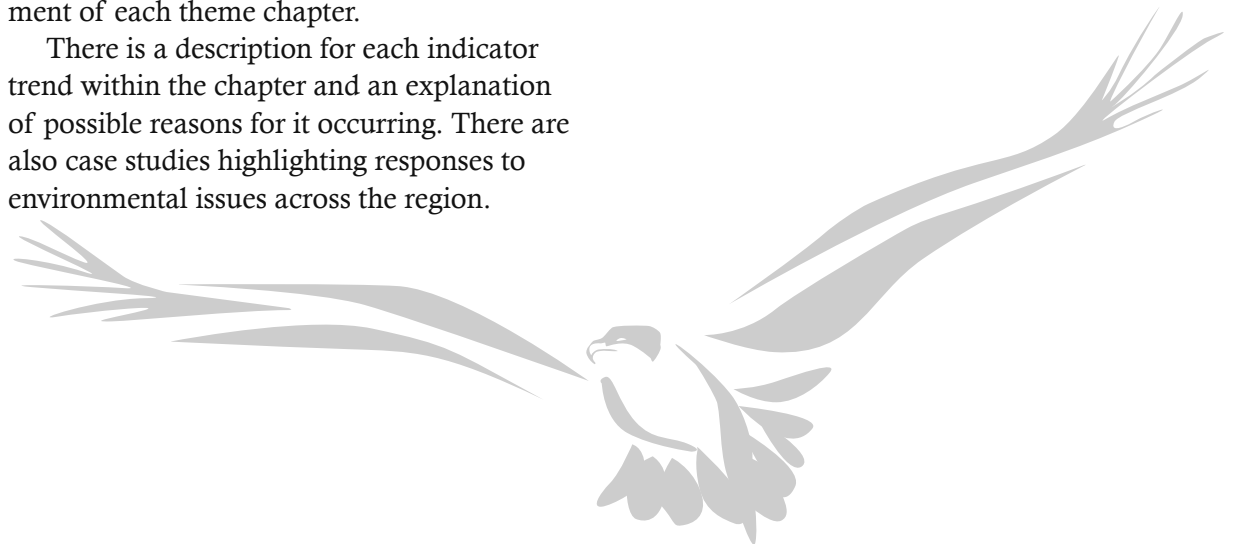 ment of each theme chapter.
There is a description for each indicator
trend within the chapter and an explanation
of possible reasons for it occurring. There are
also case studies highlighting responses to
environmental issues across the region.